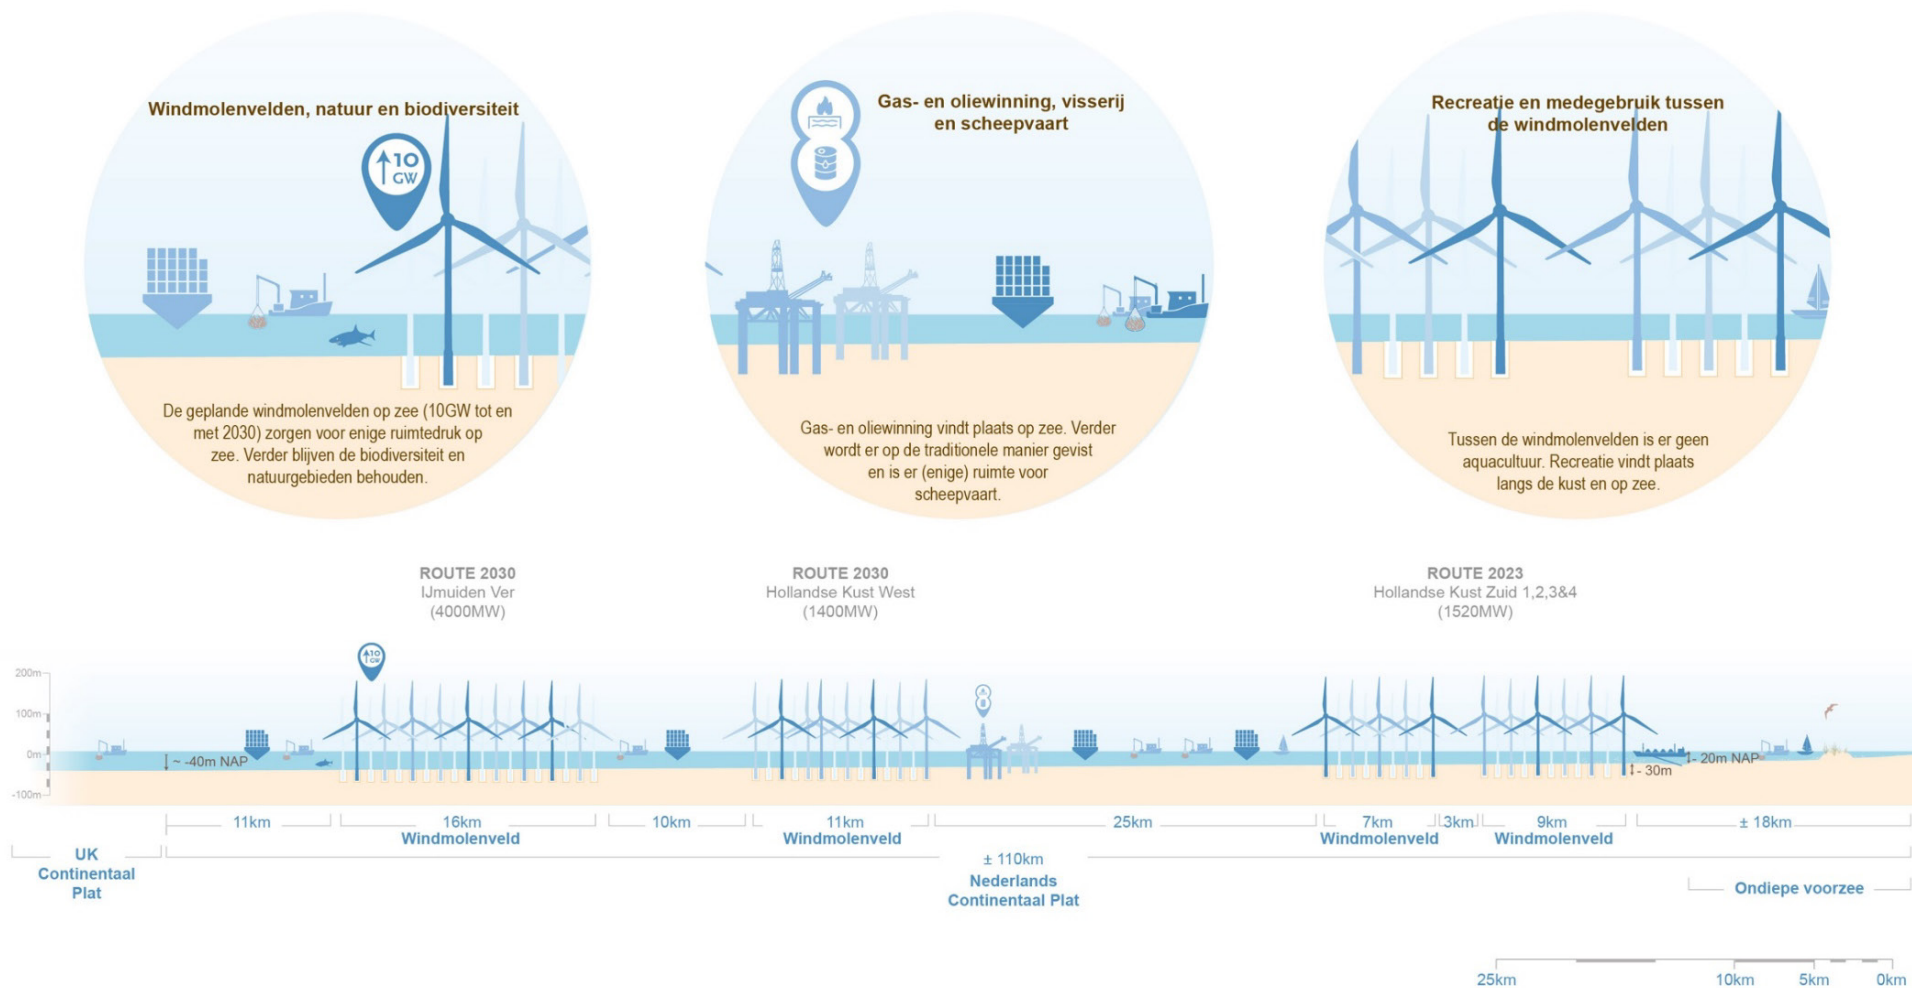 Windmolenvelden, natuur en biodiversiteit
10
GW
De geplande windmolenvelden op zee (10GW tot en
met 2030) zorgen voor enige ruimtedruk op
zee. Verder blijven de biodiversiteit en
natuurgebieden behouden.
Gas- en oliewinning, visserij
en scheepvaart
Gas- en oliewinning vindt plaats op zee. Verder
wordt er op de traditionele manier gevist
en is er (enige) ruimte voor
scheepvaart.
Recreatie en medegebruik tussen
de windmolenvelden
Tussen de windmolenvelden is er geen
aquacultuur. Recreatie vindt plaats
langs de kust en op zee.
ROUTE 2030
IJmuiden Ver
(4000MW)
ROUTE 2030
Hollandse Kust West
(1400MW)
ROUTE 2023
Hollandse Kust Zuid 1,2,3&4
(1520MW)
200m
100m
0m
-100m
10
GW
~ -40m NAP
- 30m
- 20m NAP
11km
16km
Windmolenveld
10km
11km
Windmolenveld
25km
7km
Windmolenveld
3km
9km
Windmolenveld
± 18km
UK
Continentaal
Plat
± 110km
Nederlands
Continentaal Plat
Ondiepe voorzee
25km
10km
5km
0km